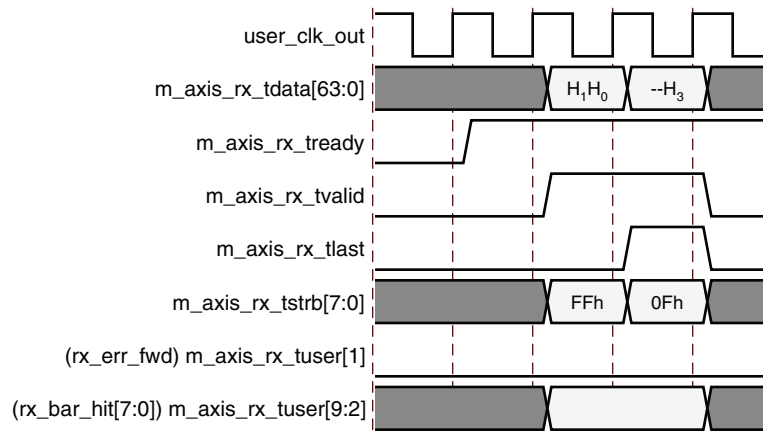 user_clk_out
m_axis_rx_tdata[63:0] H₁H₀ --H₃
m_axis_rx_tready
m_axis_rx_tvalid
m_axis_rx_tlast
m_axis_rx_tstrb[7:0] FFh 0Fh
(rx_err_fwd) m_axis_rx_tuser[1]
(rx_bar_hit[7:0]) m_axis_rx_tuser[9:2]